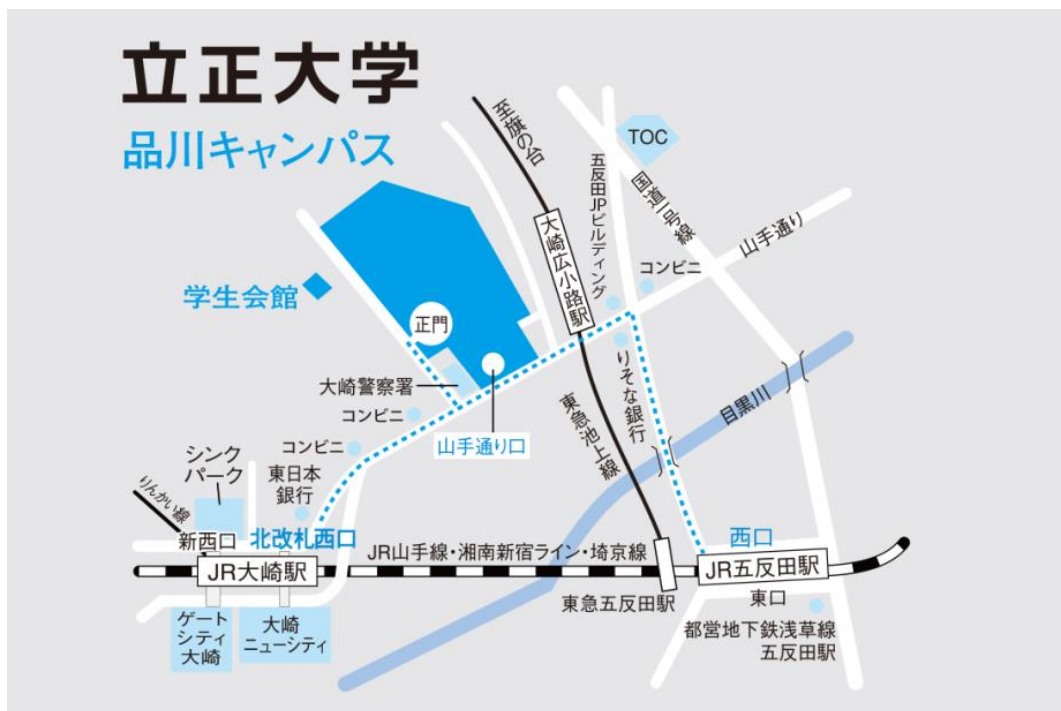 立正大学
品川キャンパス
至旗の台
TOC
五反田JPビルディング
国道一号線
山手通り
大崎広小路駅
コンビニ
学生会館
正門
りそな銀行
大崎警察署
目黒川
コンビニ
東急池上線
山手通り口
コンビニ
シンク
パーク
東日本
銀行
りんかい線
新西口
北改札西口
西口
JR山手線・湘南新宿ライン・埼京線
JR大崎駅
JR五反田駅
東急五反田駅
東口
ゲート
シティ
大崎
大崎
ニューシティ
都営地下鉄浅草線
五反田駅